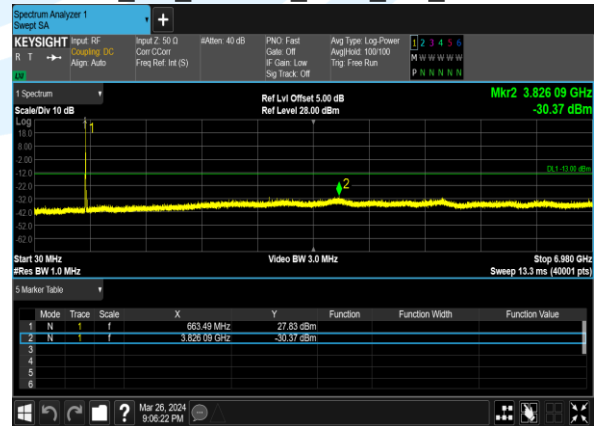 Spectrum Analyzer 1
Swept SA
KEYSIGHT Input: RF Input Z: 50 Ω #Atten: 40 dB PNO: Fast Avg Type: Log-Power 1 2 3 4 5 6
R T Coupling: DC Corr CCorr Gate: Off Avg|Hold: 100/100 M W W W W W
Align: Auto Freq Ref: Int (S) IF Gain: Low Trig: Free Run
Sig Track: Off P N N N N N
1 Spectrum
Mkr2 3.826 09 GHz
Ref Lvl Offset 5.00 dB
Scale/Div 10 dB Ref Level 28.00 dBm -30.37 dBm
Log
18.0
8.00
-2.00
-12.0
-22.0
-32.0
-42.0
-52.0
-62.0
1
2
DL1 -13.00 dBm
Start 30 MHz Video BW 3.0 MHz Stop 6.980 GHz
#Res BW 1.0 MHz Sweep 13.3 ms (40001 pts)
5 Marker Table
Mode Trace Scale X Y Function Function Width Function Value
1 N 1 f 663.49 MHz 27.83 dBm
2 N 1 f 3.826 09 GHz -30.37 dBm
3
4
5
6
?
Mar 26, 2024
9:06:22 PM